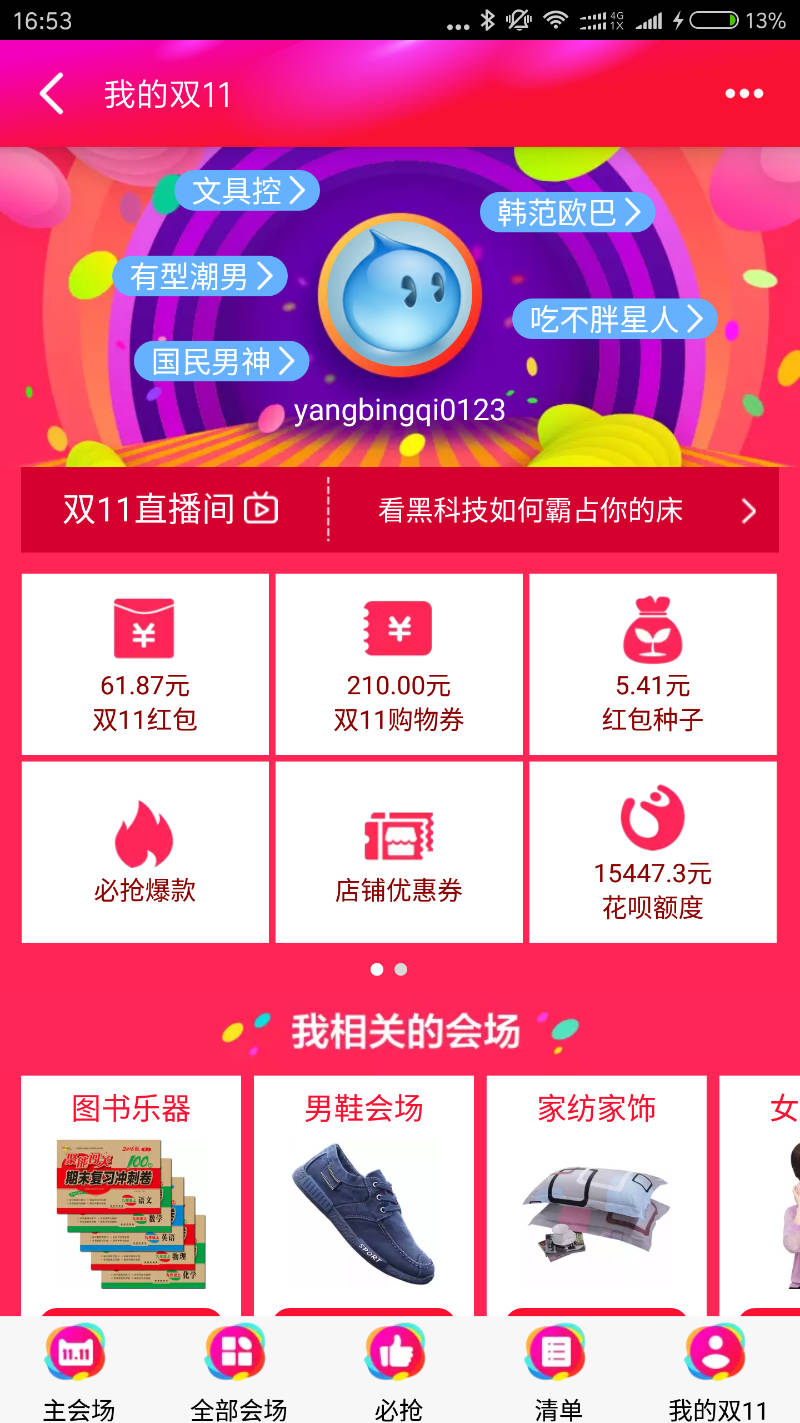 16:53
4G
1X
13%
我的双11
文具控
韩范欧巴
有型潮男
吃不胖星人
国民男神
yangbingqi0123
双11直播间
看黑科技如何霸占你的床
61.87元
双11红包
210.00元
双11购物券
5.41元
红包种子
必抢爆款
店铺优惠券
15447.3元
花呗额度
我相关的会场
图书乐器
男鞋会场
家纺家饰
女
100
期末复习冲刺卷
语文
数学
英语
物理
化学
SPORT
11.11
主会场
全部会场
必抢
清单
我的双11